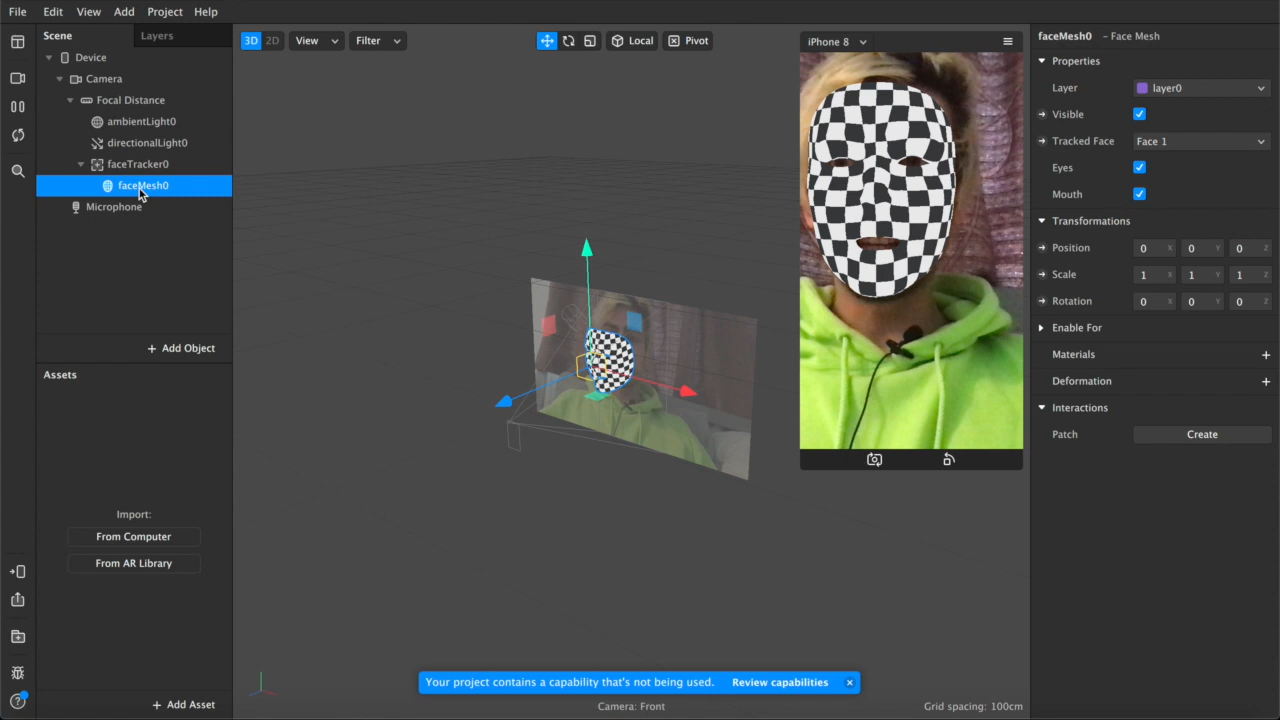 File Edit View Add Project Help
Scene Layers
Device
Camera
Focal Distance
ambientLight0
directionalLight0
faceTracker0
faceMesh0
Microphone
+ Add Object
Assets
Import:
From Computer
From AR Library
+ Add Asset
3D 2D View Filter Local Pivot
iPhone 8
Your project contains a capability that's not being used. Review capabilities
Camera: Front
Grid spacing: 100cm
faceMesh0 – Face Mesh
Properties
Layer layer0
Visible
Tracked Face Face 1
Eyes
Mouth
Transformations
Position 0 X 0 Y 0 Z
Scale 1 X 1 Y 1 Z
Rotation 0 X 0 Y 0 Z
Enable For
Materials +
Deformation +
Interactions
Patch Create